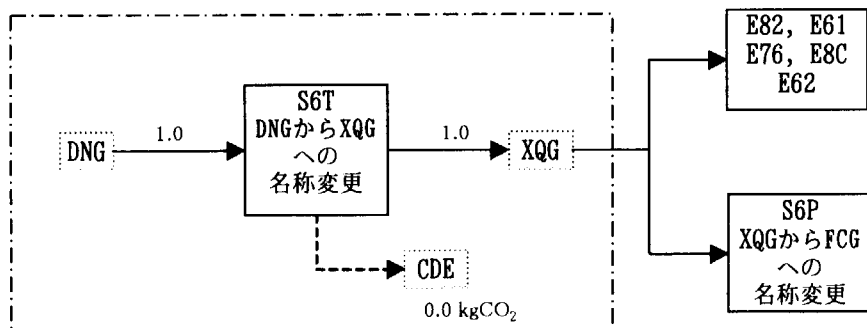 E82, E61
E76, E8C
E62
S6T
DNGからXQG
への
名称変更
DNG
1.0
1.0
XQG
S6P
XQGからFCG
への
名称変更
CDE
0.0 kgCO₂